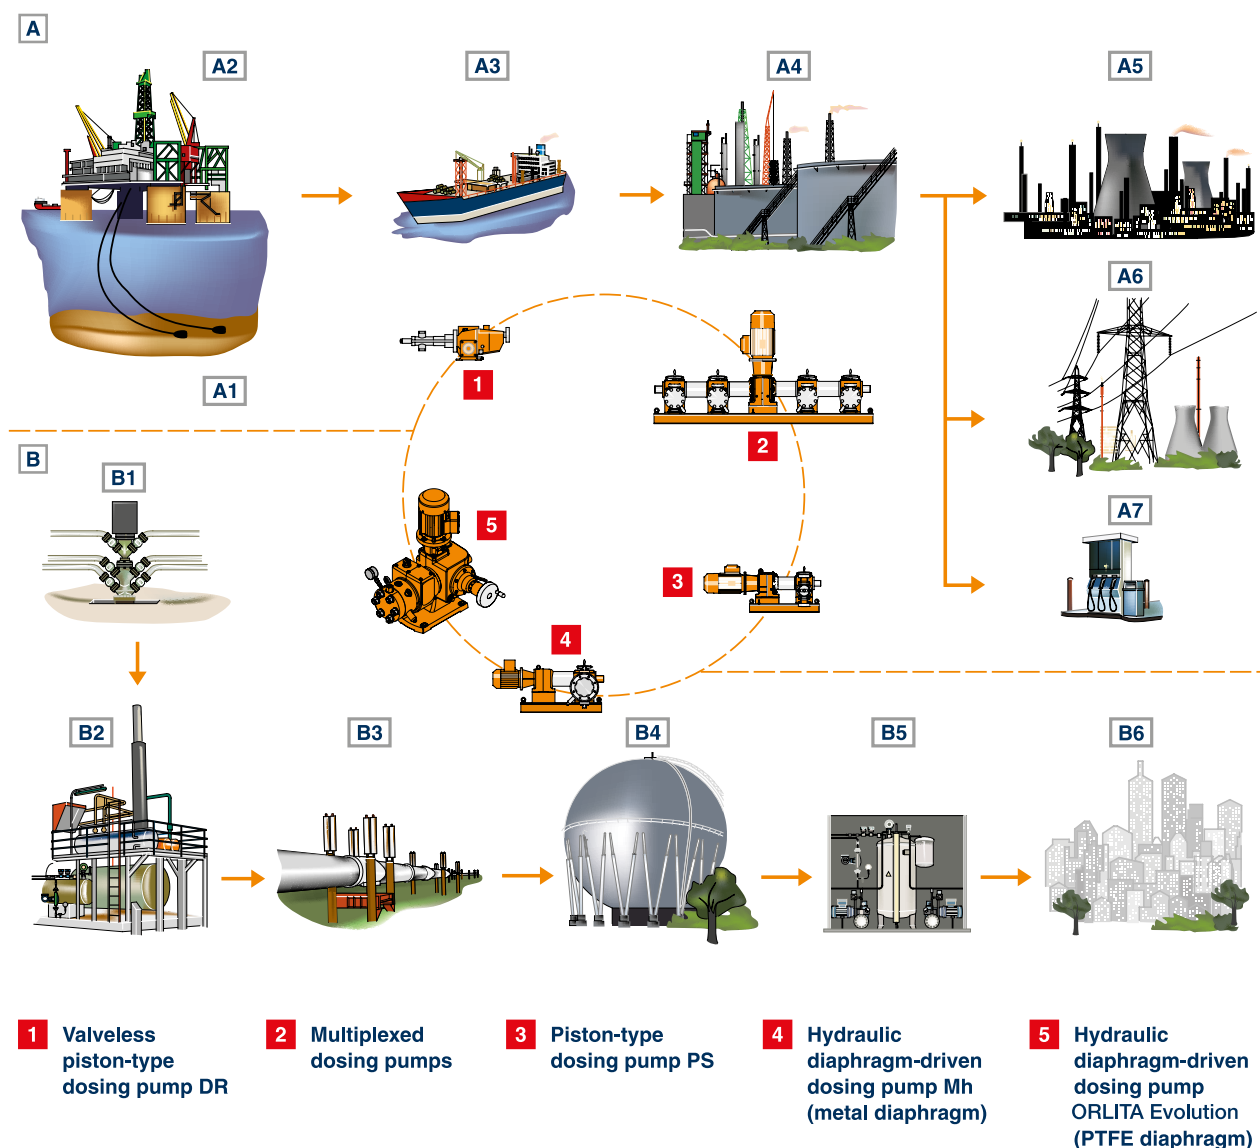 A
A2
A3
A4
A5
A6
1
A1
2
B
B1
A7
5
3
4
B2
B3
B4
B5
B6
1 Valveless
piston-type
dosing pump DR
2 Multiplexed
dosing pumps
3 Piston-type
dosing pump PS
4 Hydraulic
diaphragm-driven
dosing pump Mh
(metal diaphragm)
5 Hydraulic
diaphragm-driven
dosing pump
ORLITA Evolution
(PTFE diaphragm)